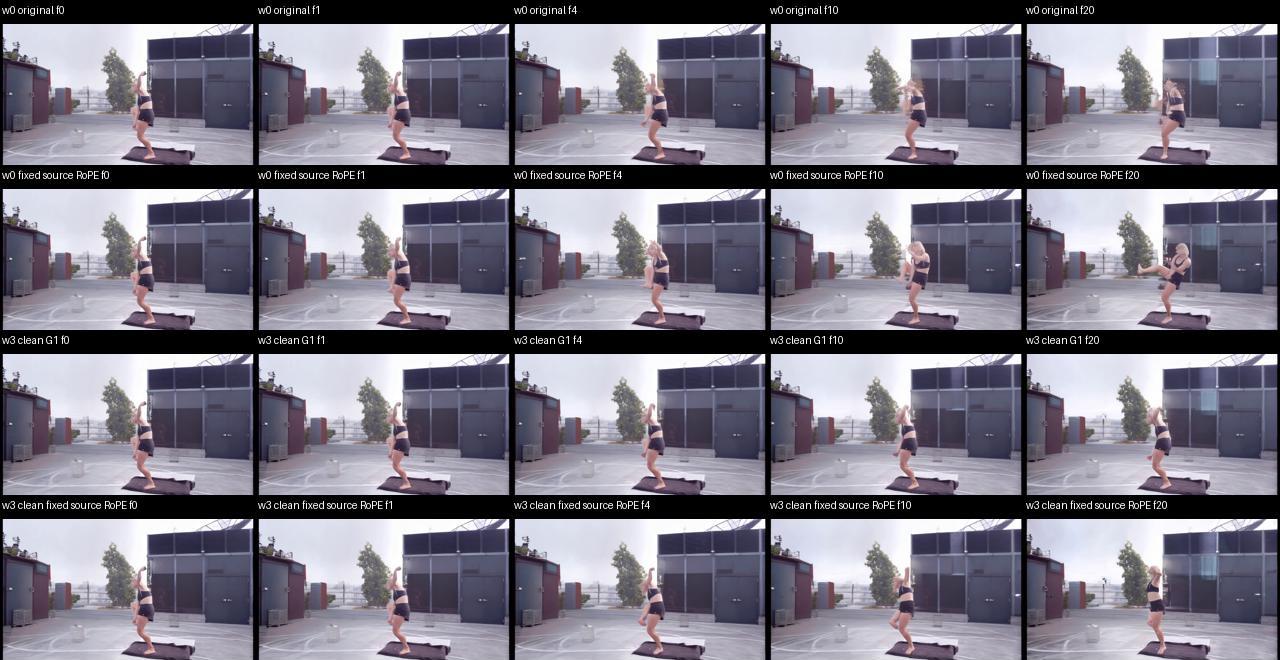 w0 original f0
w0 original f1
w0 original f4
w0 original f10
w0 original f20
w0 fixed source RoPE f0
w0 fixed source RoPE f1
w0 fixed source RoPE f4
w0 fixed source RoPE f10
w0 fixed source RoPE f20
w3 clean G1 f0
w3 clean G1 f1
w3 clean G1 f4
w3 clean G1 f10
w3 clean G1 f20
w3 clean fixed source RoPE f0
w3 clean fixed source RoPE f1
w3 clean fixed source RoPE f4
w3 clean fixed source RoPE f10
w3 clean fixed source RoPE f20